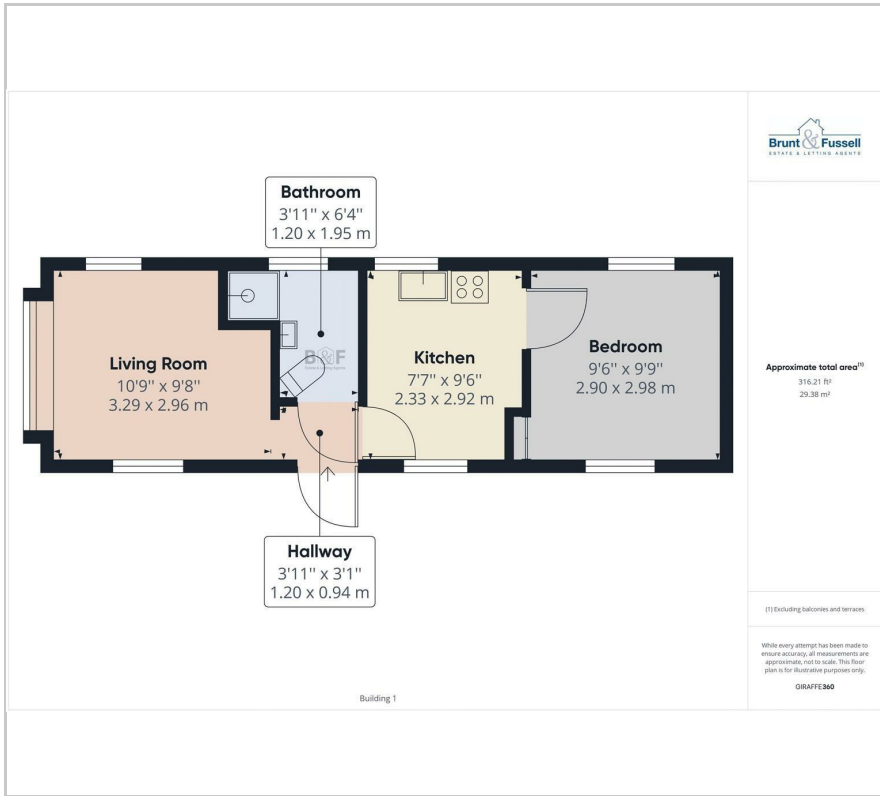 Brunt & Fussell
ESTATE & LETTING AGENTS
Bathroom
3'11" x 6'4"
1.20 x 1.95 m
Living Room
10'9" x 9'8"
3.29 x 2.96 m
B&F
Estate & Letting Agents
Kitchen
7'7" x 9'6"
2.33 x 2.92 m
Bedroom
9'6" x 9'9"
2.90 x 2.98 m
Hallway
3'11" x 3'1"
1.20 x 0.94 m
Building 1
Approximate total area⁽¹⁾
316.21 ft²
29.38 m²
(1) Excluding balconies and terraces
While every attempt has been made to
ensure accuracy, all measurements are
approximate, not to scale. This floor
plan is for illustrative purposes only.
GIRAFFE360